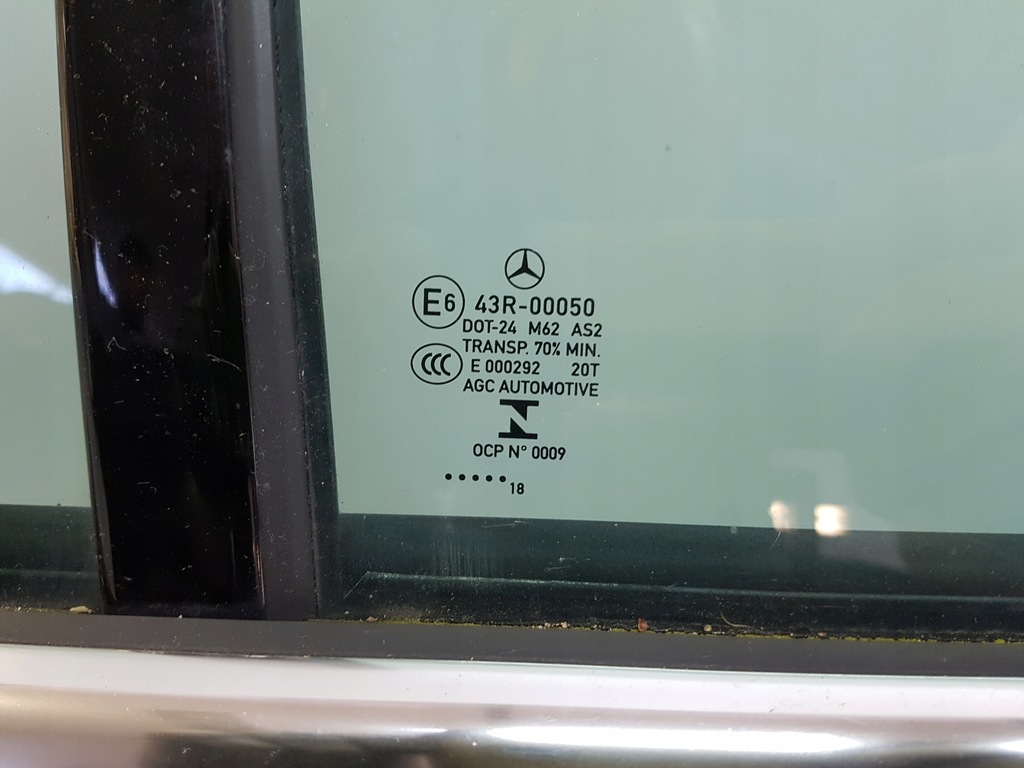 E6 43R-00050
DOT-24 M62 AS2
TRANSP. 70% MIN.
CCC E 000292 20T
AGC AUTOMOTIVE
N
OCP N° 0009
.....18